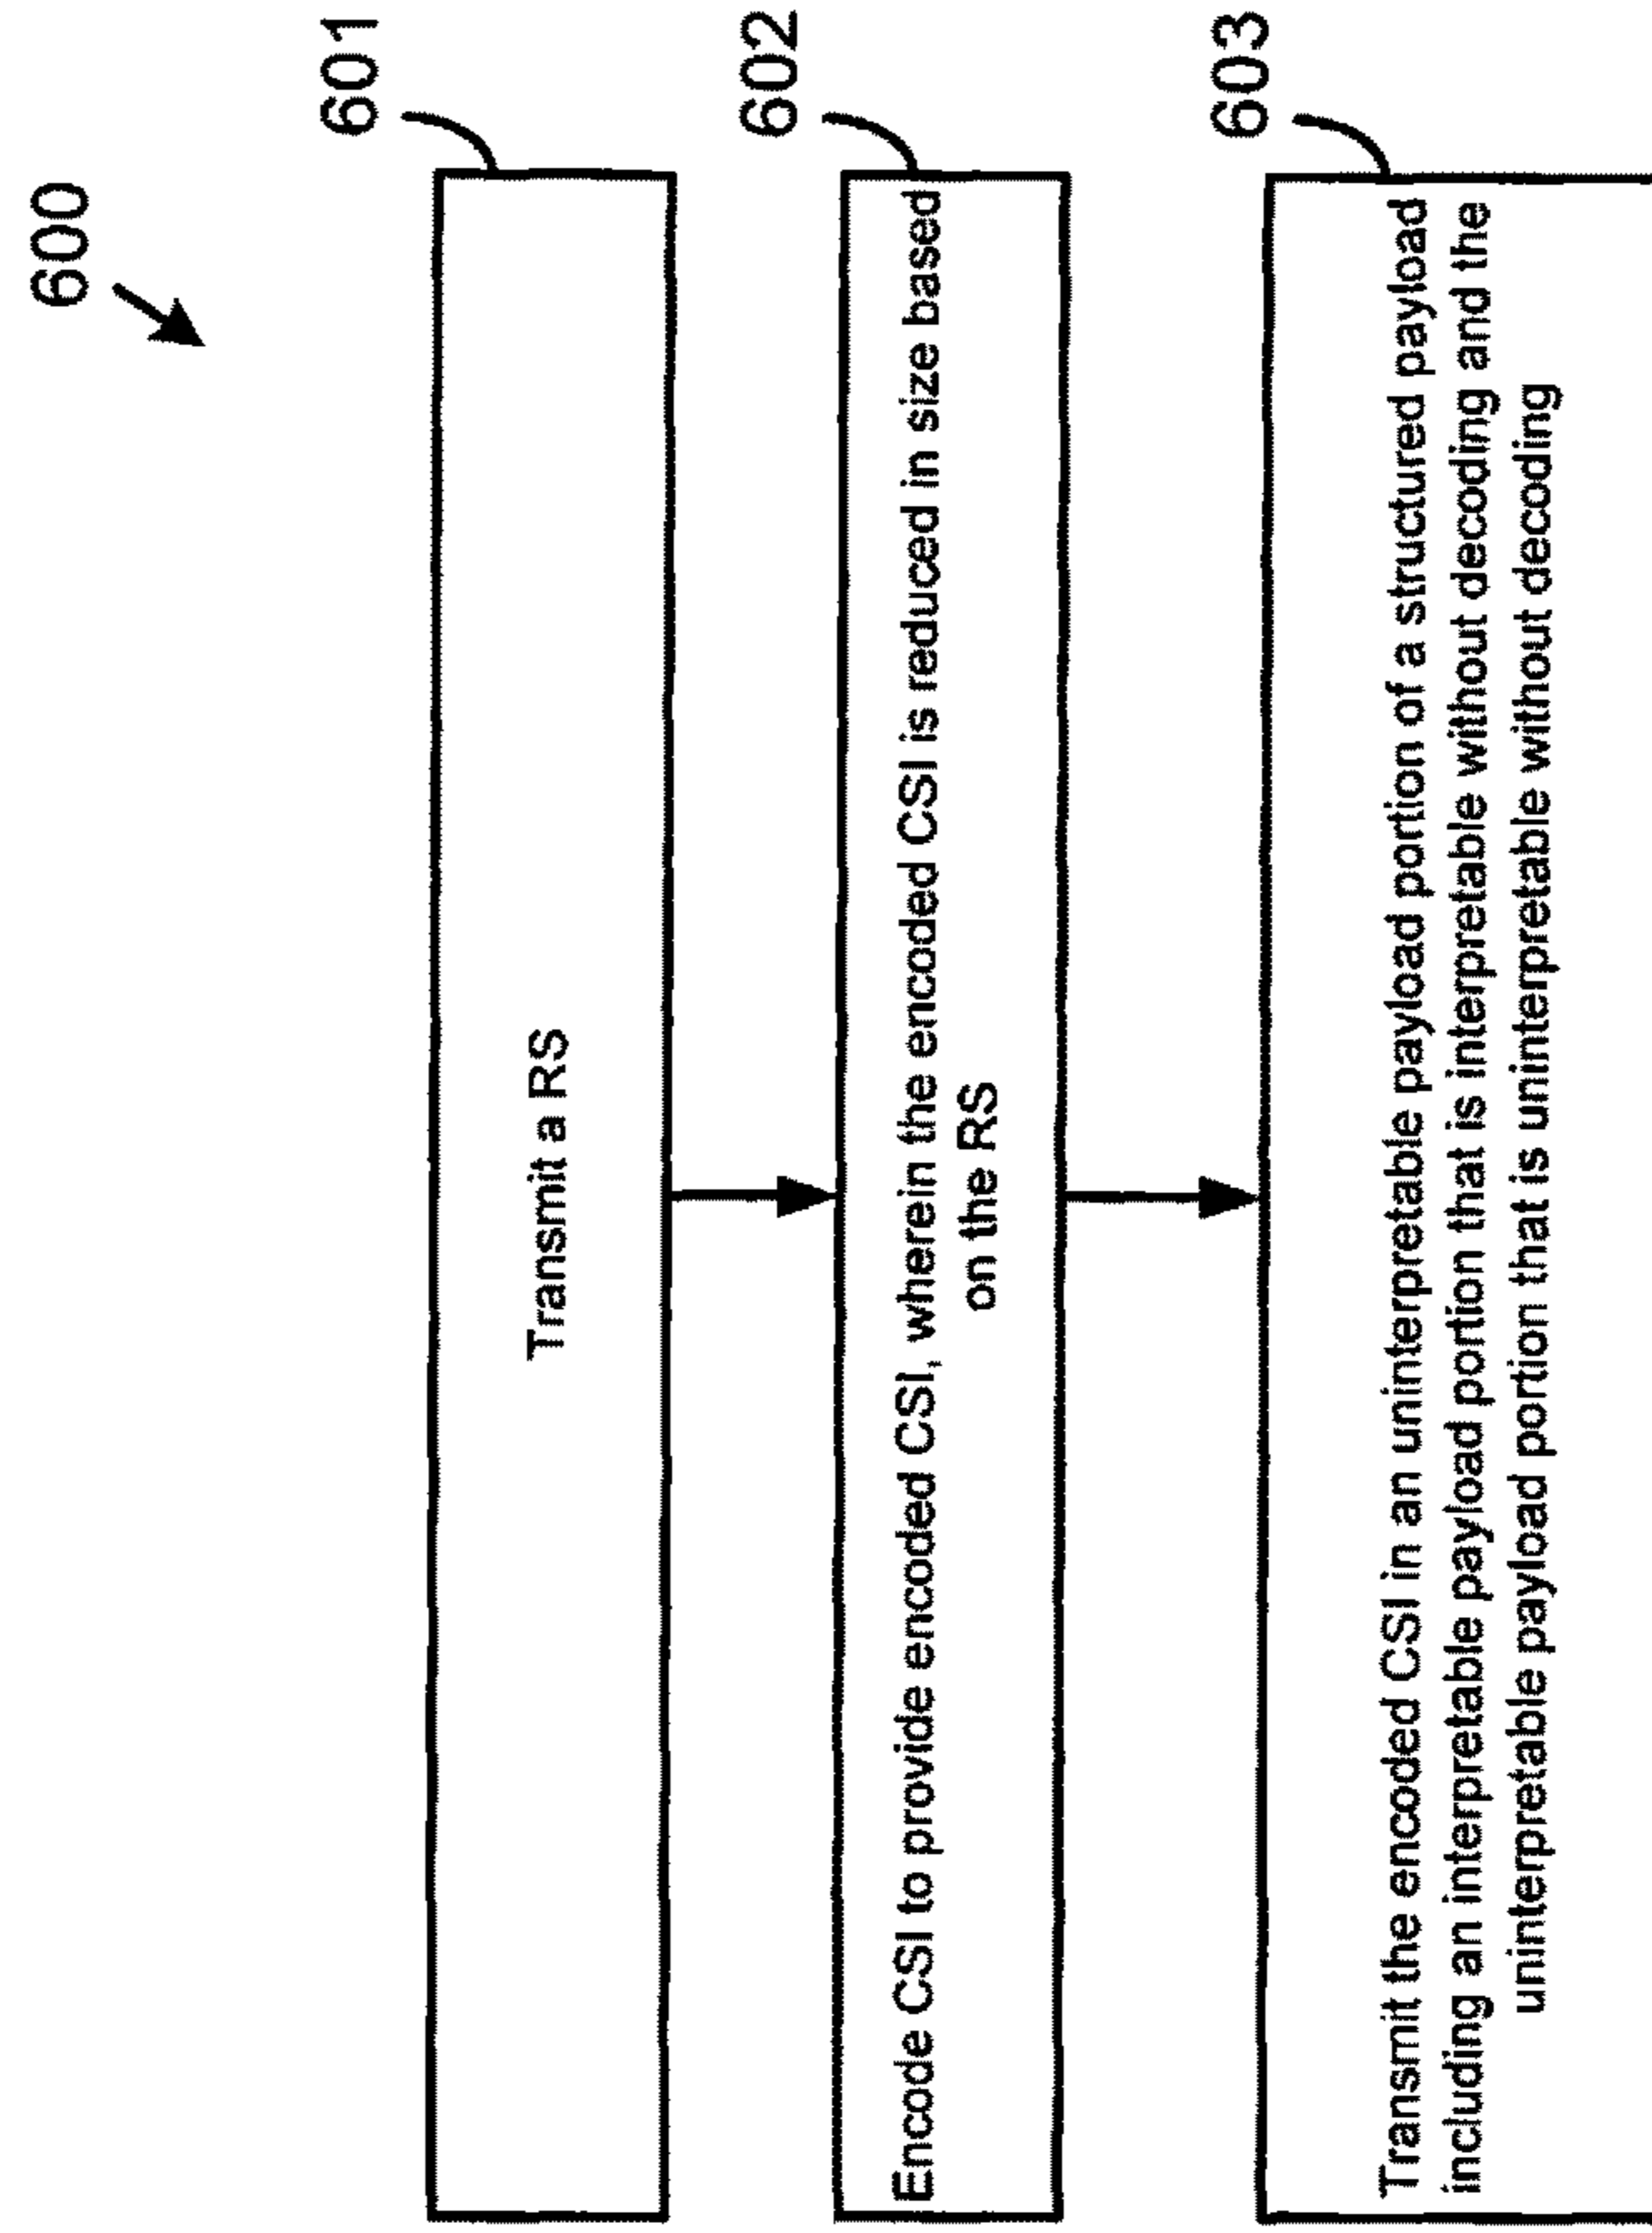 600
601
Transmit a RS
602
Encode CSI to provide encoded CSI, wherein the encoded CSI is reduced in size based
on the RS
603
Transmit the encoded CSI in an uninterpretable payload portion of a structured payload
including an interpretable payload portion that is interpretable without decoding and the
uninterpretable payload portion that is uninterpretable without decoding